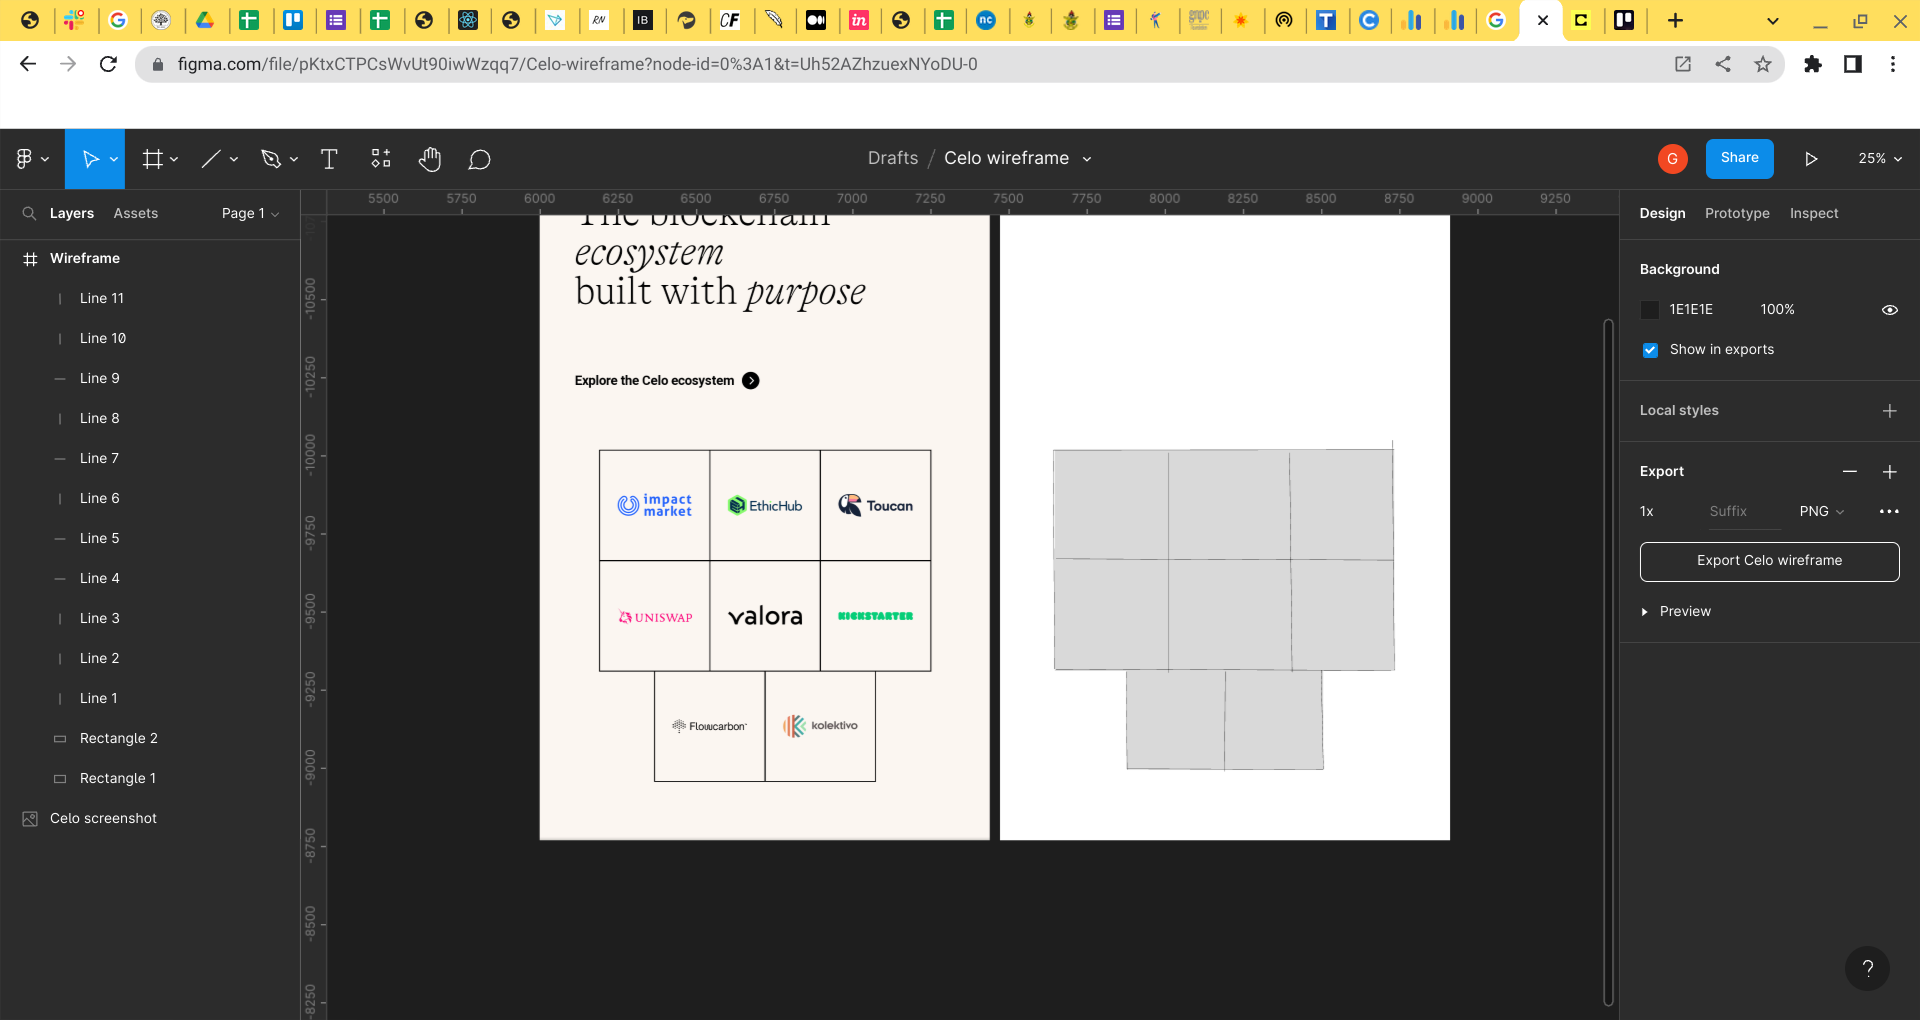 figma.com/file/pKtxCTPCsWvUt90iwWzqq7/Celo-wireframe?node-id=0%3A1&t=Uh52AZhzuexNYoDU-0
Drafts / Celo wireframe
G
Share
25%
Layers
Assets
Page 1
5500 5750 6000 6250 6500 6750 7000 7250 7500 7750 8000 8250 8500 8750 9000 9250
Design
Prototype
Inspect
Wireframe
Line 11
Line 10
Line 9
Line 8
Line 7
Line 6
Line 5
Line 4
Line 3
Line 2
Line 1
Rectangle 2
Rectangle 1
Celo screenshot
-10500
-10250
-10000
-9750
-9500
-9250
-9000
-8750
-8500
-8250
The blockchain
ecosystem
built with purpose
Explore the Celo ecosystem
impact
market
EthicHub
Toucan
UNISWAP
valora
KICKSTARTER
Flowcarbon
kolektivo
Background
1E1E1E
100%
Show in exports
Local styles
Export
1x
Suffix
PNG
Export Celo wireframe
Preview
?